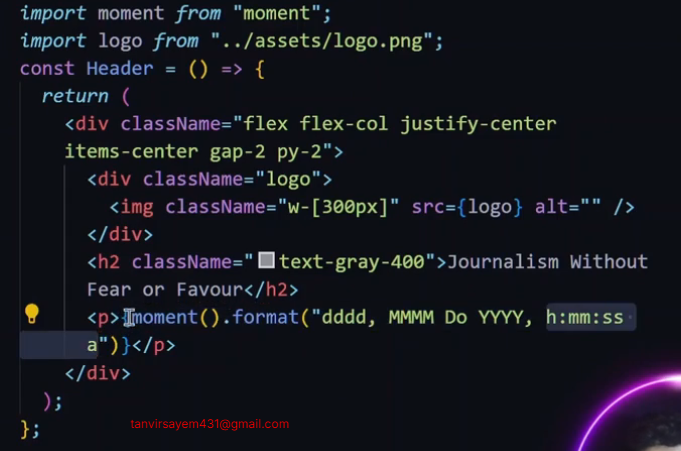 import moment from "moment";
import logo from "../assets/logo.png";
const Header = () => {
return (
<div className="flex flex-col justify-center
items-center gap-2 py-2">
<div className="logo">
<img className="w-[300px]" src={logo} alt="" />
</div>
<h2 className="text-gray-400">Journalism Without
Fear or Favour</h2>
<p>{moment().format("dddd, MMMM Do YYYY, h:mm:ss
a")}</p>
</div>
);
};
tanvirsayem431@gmail.com